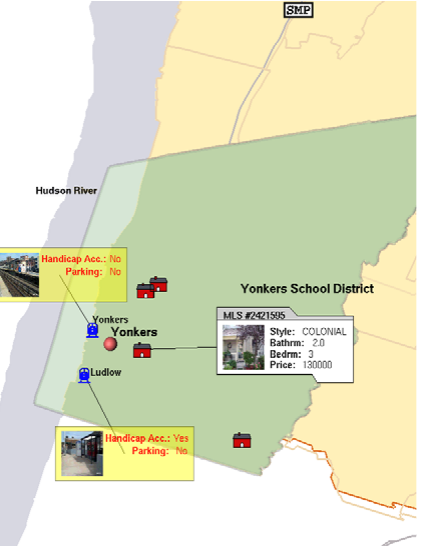 SMP
Hudson River
Handicap Acc.: No
Parking: No
Yonkers School District
MLS #2421595
Style: COLONIAL
Bathrm: 2.0
Bedrm: 3
Price: 130000
Yonkers
Yonkers
Ludlow
Handicap Acc.: Yes
Parking: No